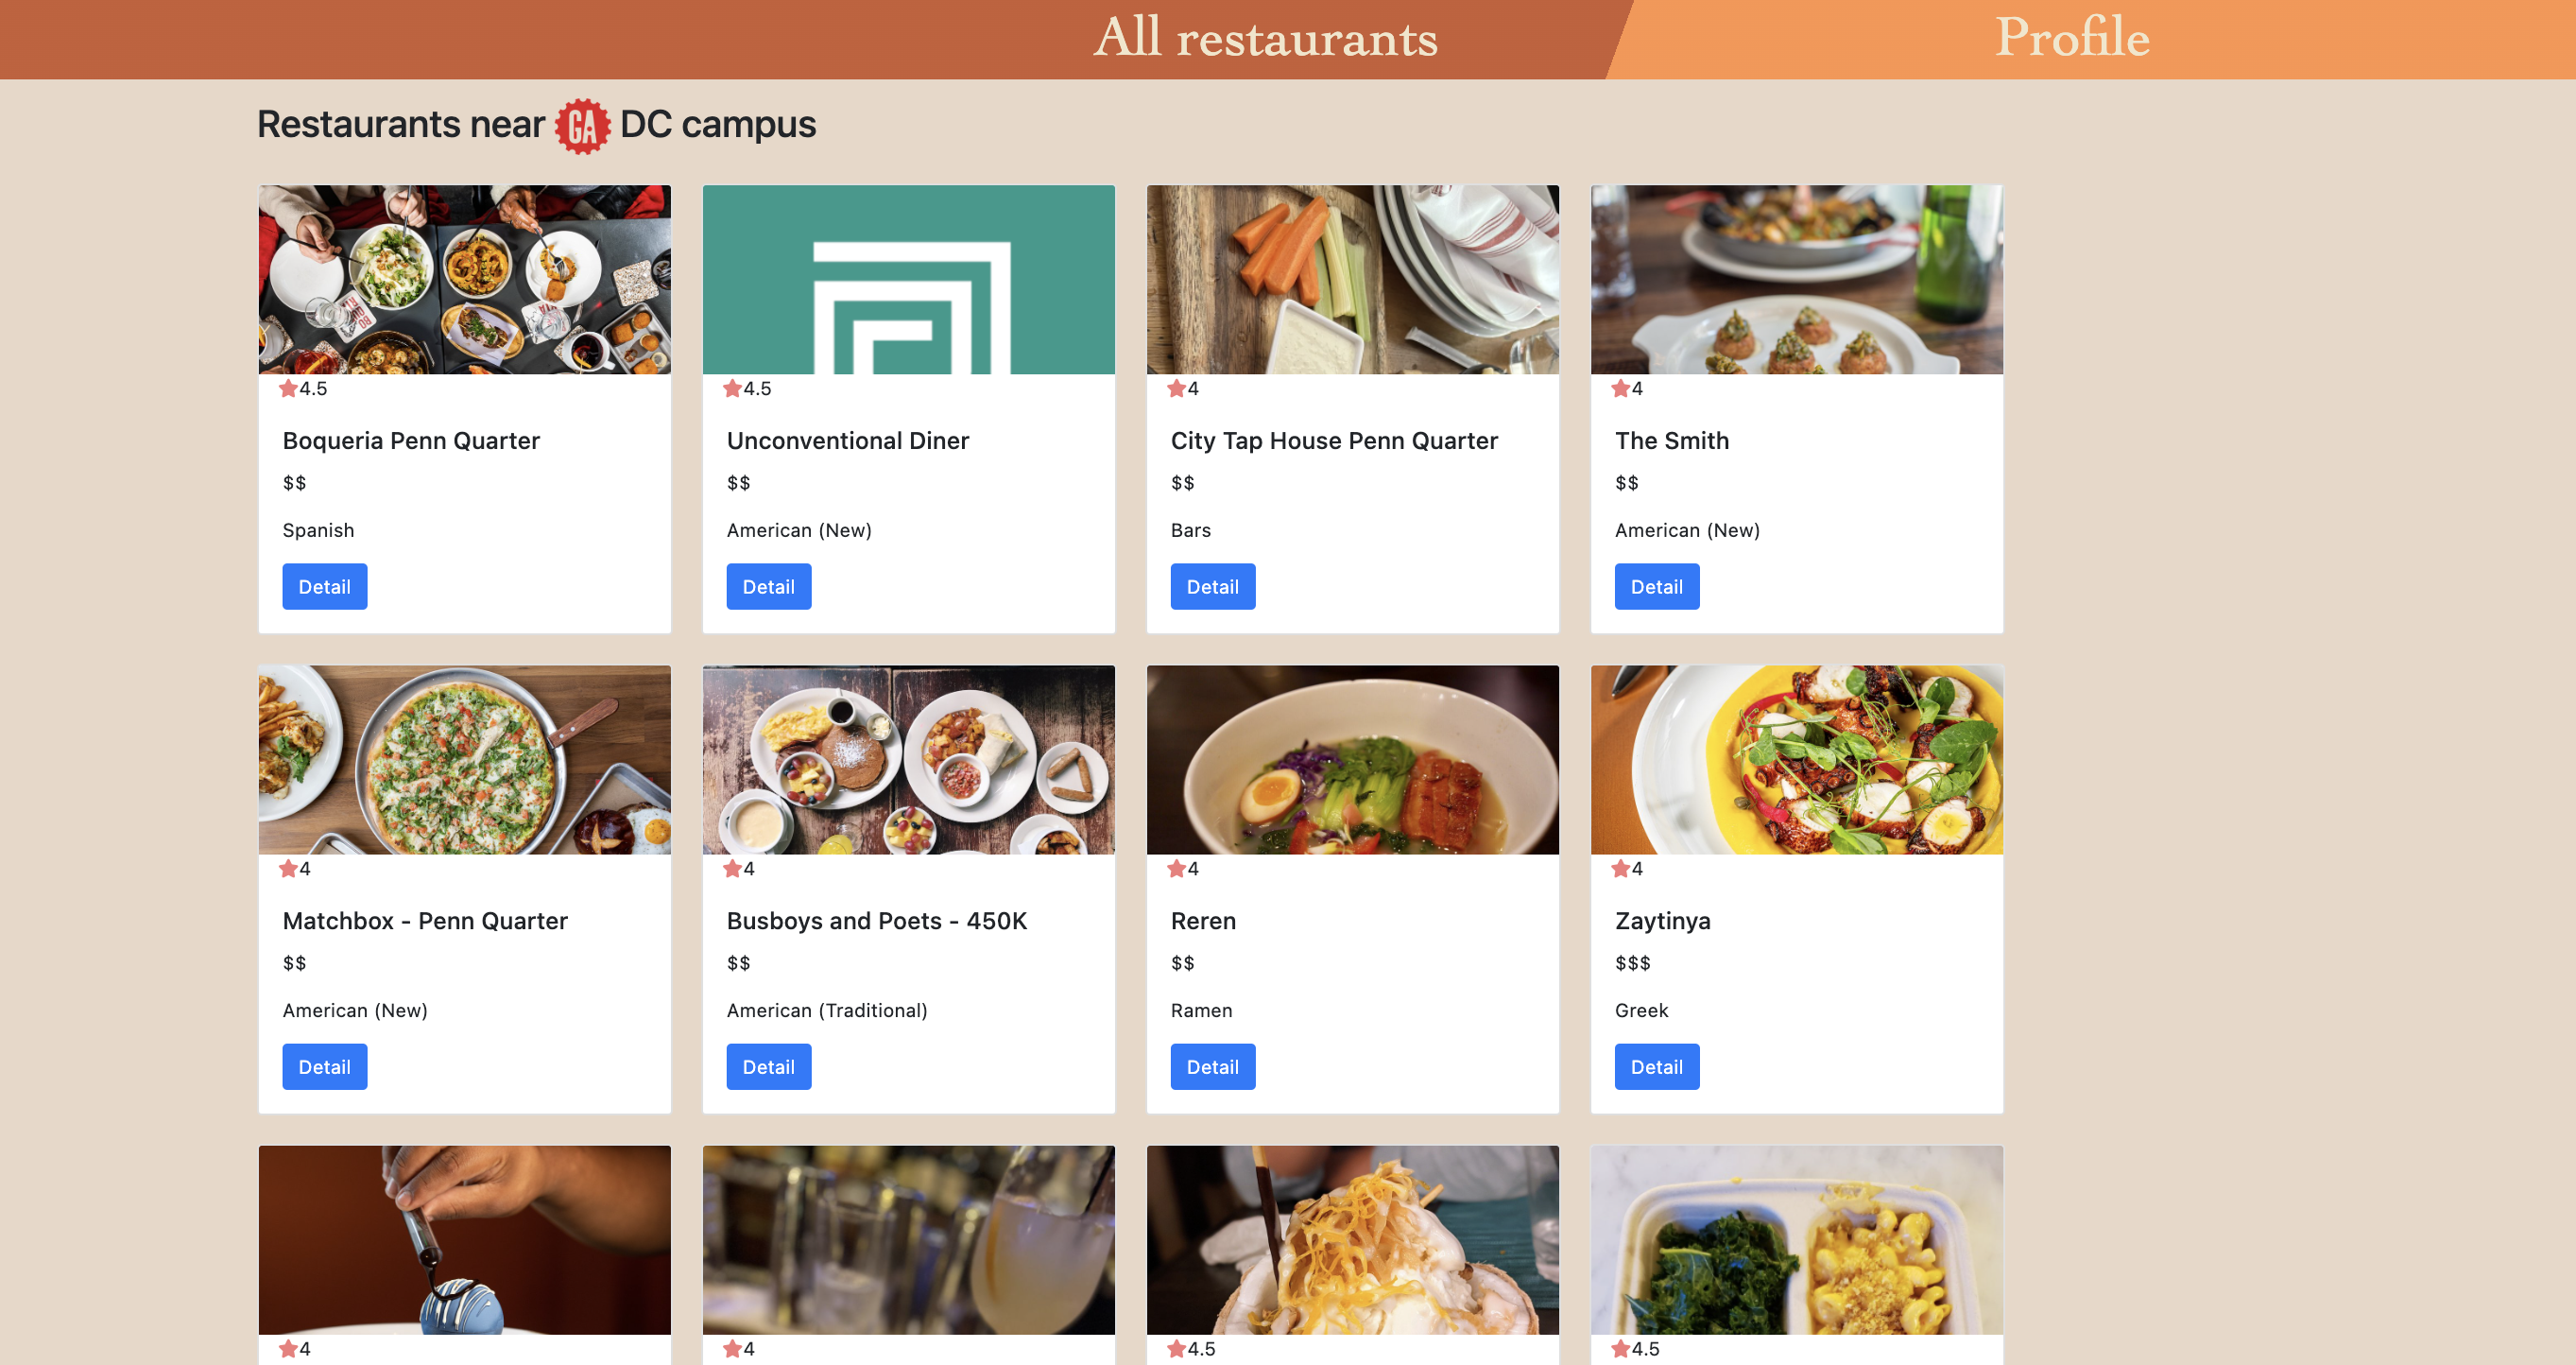 All restaurants
Profile
Restaurants near GA DC campus
4.5
4.5
4
4
Boqueria Penn Quarter
Unconventional Diner
City Tap House Penn Quarter
The Smith
$$
$$
$$
$$
Spanish
American (New)
Bars
American (New)
Detail
Detail
Detail
Detail
4
4
4
4
Matchbox - Penn Quarter
Busboys and Poets - 450K
Reren
Zaytinya
$$
$$
$$
$$$
American (New)
American (Traditional)
Ramen
Greek
Detail
Detail
Detail
Detail
4
4
4.5
4.5